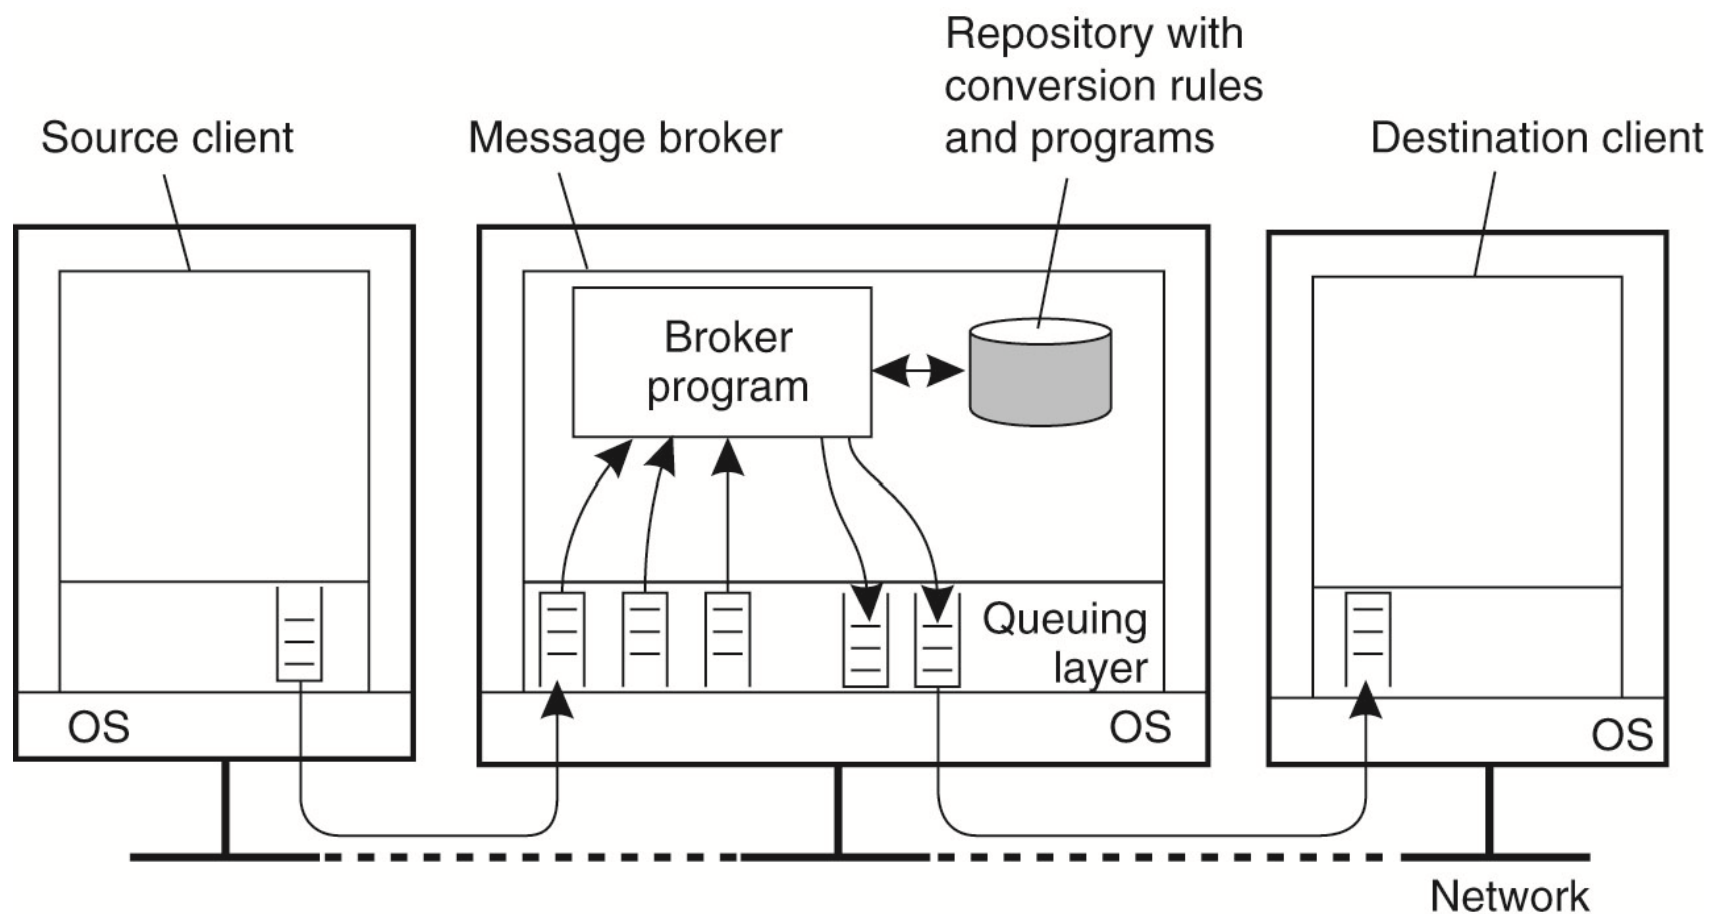 Repository with
conversion rules
and programs
Source client
Message broker
Destination client
Broker
program
Queuing
layer
OS
OS
OS
Network